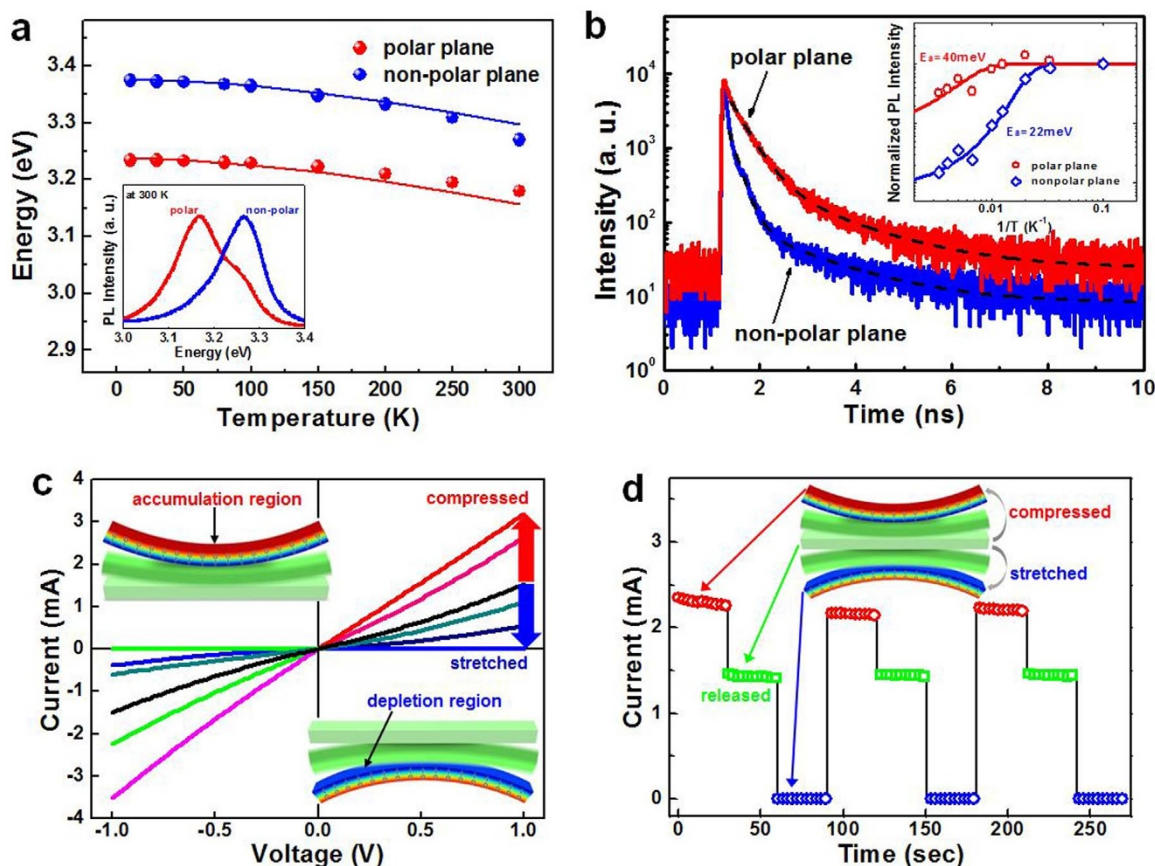 a
polar plane
non-polar plane
3.4
3.3
3.2
3.1
3.0
2.9
Energy (eV)
at 300 K
polar
non-polar
PL Intensity (a. u.)
3.0 3.1 3.2 3.3 3.4
Energy (eV)
0 50 100 150 200 250 300
Temperature (K)
b
polar plane
non-polar plane
10^4
10^3
10^2
10^1
10^0
Intensity (a. u.)
0 2 4 6 8 10
Time (ns)
Normalized PL Intensity
Ea=40meV
Ea=22meV
polar plane
nonpolar plane
0.01 0.1
1/T (K^-1)
c
accumulation region
compressed
stretched
depletion region
4
3
2
1
0
-1
-2
-3
-4
Current (mA)
-1.0 -0.5 0.0 0.5 1.0
Voltage (V)
d
compressed
stretched
released
3
2
1
0
Current (mA)
0 50 100 150 200 250
Time (sec)